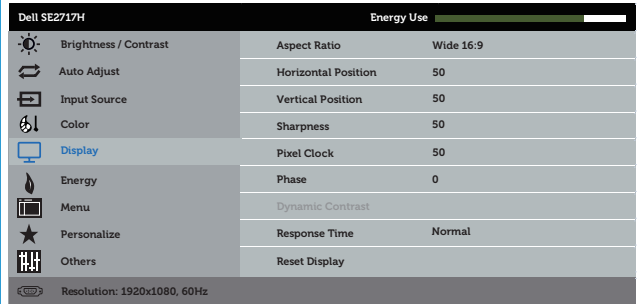 Dell SE2717H Energy Use
Brightness / Contrast Aspect Ratio Wide 16:9
Auto Adjust Horizontal Position 50
Input Source Vertical Position 50
Color Sharpness 50
Display Pixel Clock 50
Energy Phase 0
Menu Dynamic Contrast
Personalize Response Time Normal
Others Reset Display
Resolution: 1920x1080, 60Hz